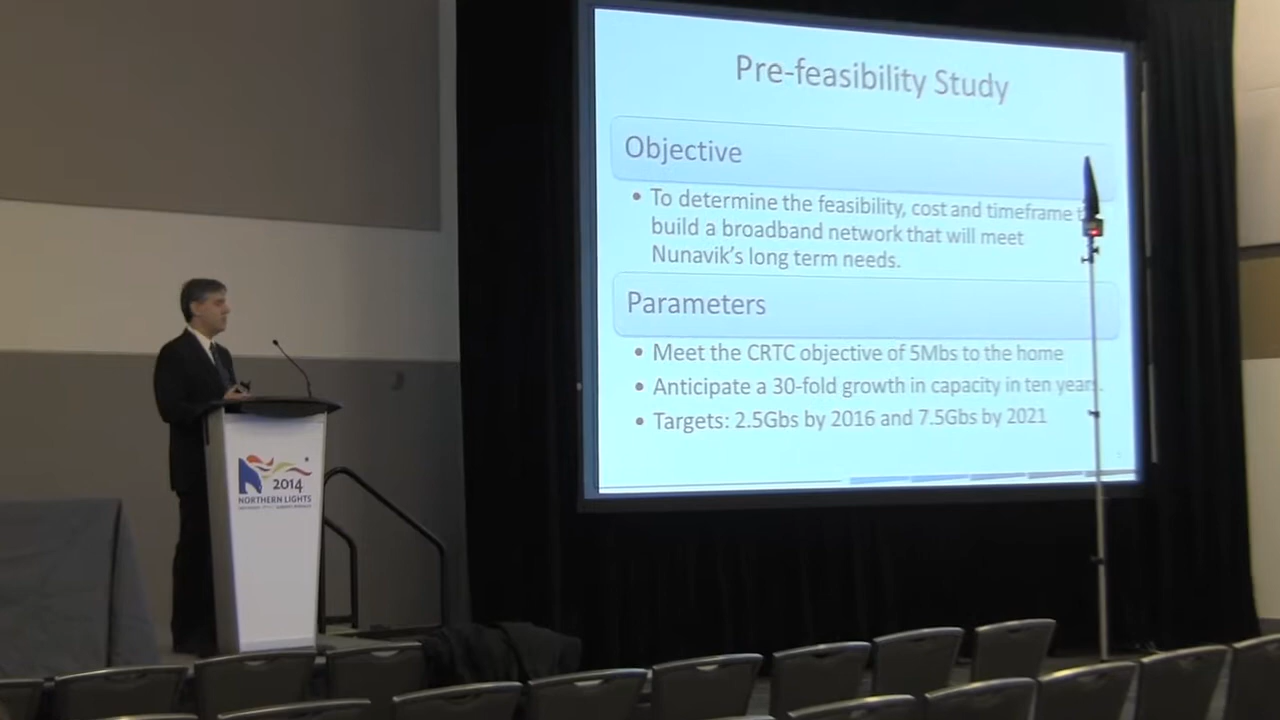 Pre-feasibility Study
Objective
• To determine the feasibility, cost and timeframe
build a broadband network that will meet
Nunavik's long term needs.
Parameters
• Meet the CRTC objective of 5Mbs to the home
• Anticipate a 30-fold growth in capacity in ten years.
• Targets: 2.5Gbs by 2016 and 7.5Gbs by 2021
2014
NORTHERN LIGHTS